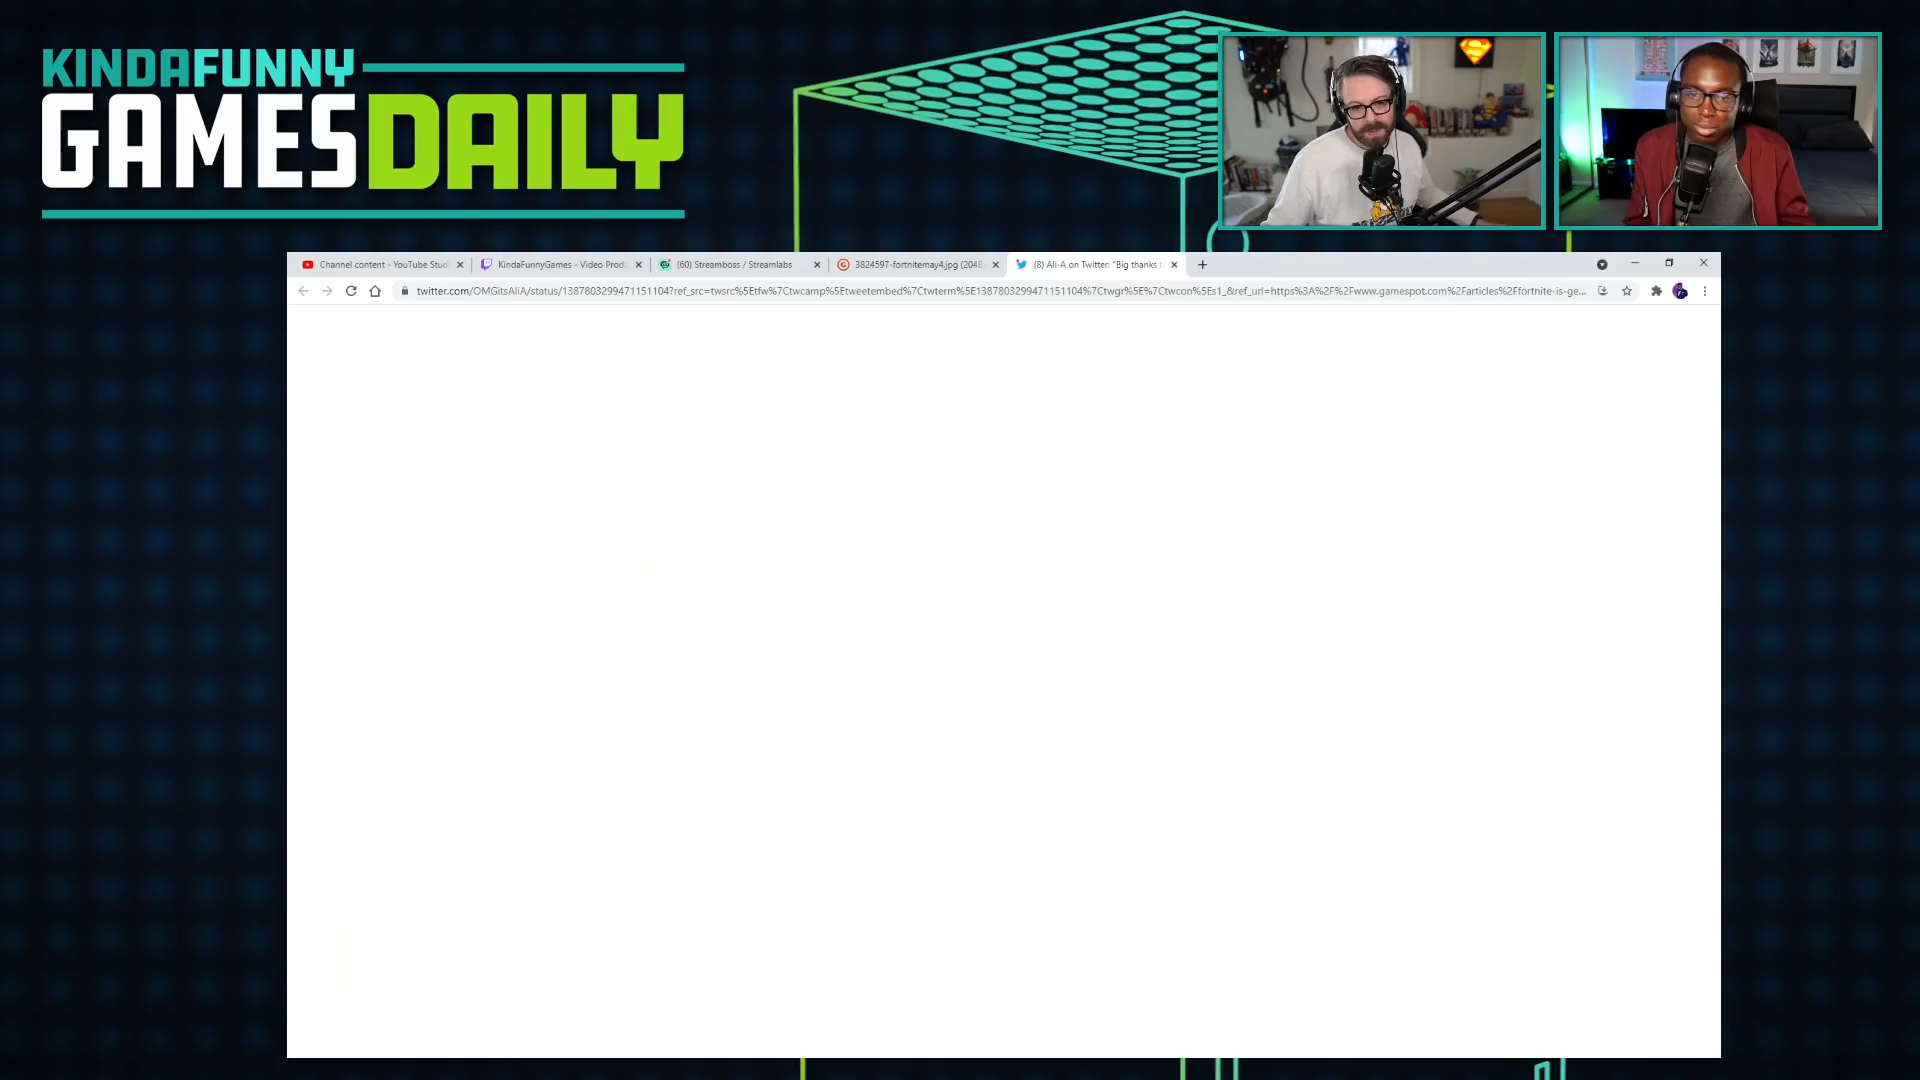 KINDAFUNNY
GAMESDAILY
Channel content - YouTube Stud
KindaFunnyGames - Video Produ
(60) Streamboss / Streamlabs
3824597-fortnitemay4.jpg (2048
(8) Ali-A on Twitter: "Big thanks t
twitter.com/OMGitsAliA/status/1387803299471151104?ref_src=twsrc%5Etfw%7Ctwcamp%5Etweetembed%7Ctwterm%5E1387803299471151104%7Ctwgr%5E%7Ctwcon%5Es1_&ref_url=https%3A%2F%2Fwww.gamespot.com%2Farticles%2Ffortnite-is-ge...